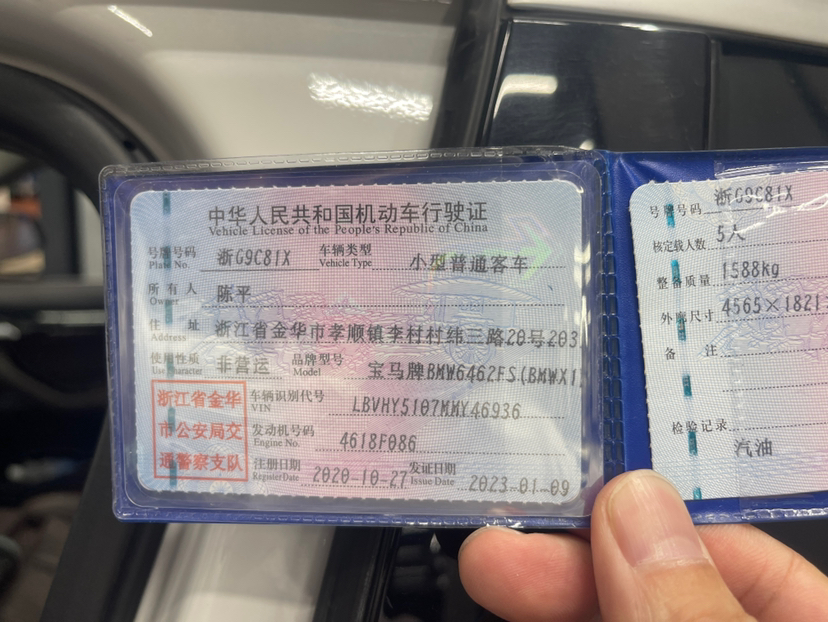 中华人民共和国机动车行驶证
Vehicle License of the People's Republic of China
号牌号码 浙G9C81X 车辆类型 小型普通客车
Plate No. Vehicle Type
所有人 陈平
Owner
住址 浙江省金华市孝顺镇李村村纬三路20号203
Address
使用性质 非营运 品牌型号 宝马牌BMW6462FS(BMWX1
Use Character Model
浙江省金华
市公安局交
通警察支队
车辆识别代号 LBVHY5107MMY46936
VIN
发动机号码 4618F086
Engine No.
注册日期 2020-10-27 发证日期 2023-01-09
Register Date Issue Date
号牌号码 浙G9C81X
核定载人数 5人
整备质量 1588kg
外廓尺寸 4565×1821
备注
检验记录
汽油